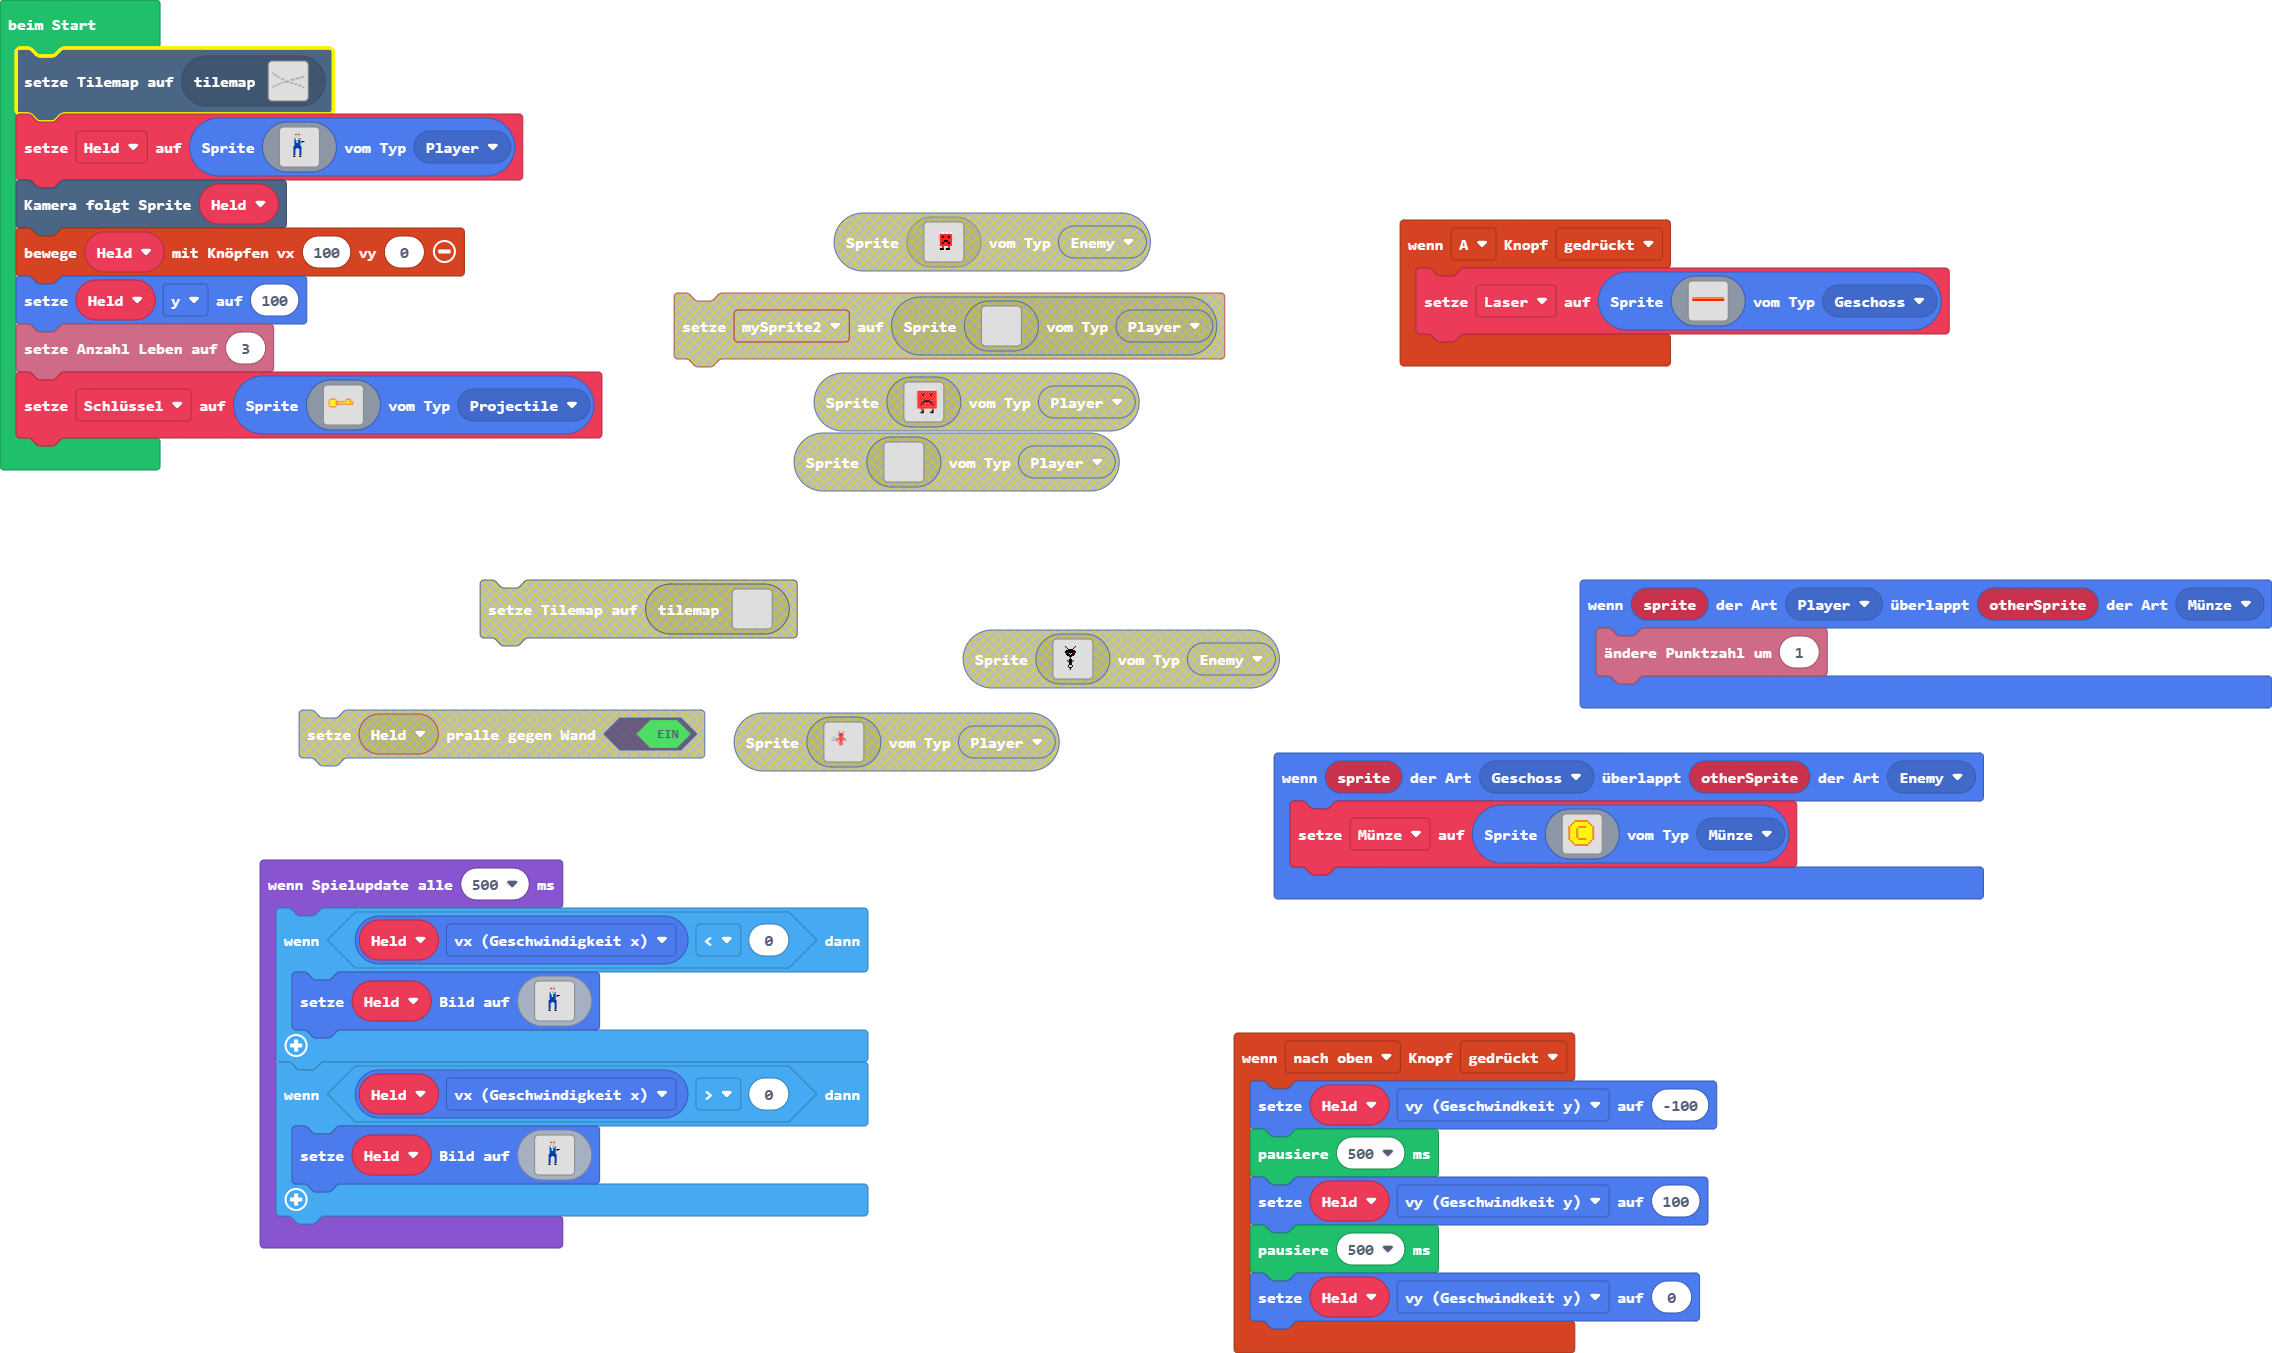 beim Start
setze Tilemap auf tilemap
setze Held auf Sprite vom Typ Player
Kamera folgt Sprite Held
bewege Held mit Knöpfen vx 100 vy 0
setze Held y auf 100
setze Anzahl Leben auf 3
setze Schlüssel auf Sprite vom Typ Projectile
Sprite vom Typ Enemy
setze mySprite2 auf Sprite vom Typ Player
Sprite vom Typ Player
Sprite vom Typ Player
wenn A Knopf gedrückt
setze Laser auf Sprite vom Typ Geschoss
setze Tilemap auf tilemap
Sprite vom Typ Enemy
setze Held pralle gegen Wand EIN
Sprite vom Typ Player
wenn sprite der Art Player überlappt otherSprite der Art Münze
ändere Punktzahl um 1
wenn sprite der Art Geschoss überlappt otherSprite der Art Enemy
setze Münze auf Sprite C vom Typ Münze
wenn Spielupdate alle 500 ms
wenn Held vx (Geschwindigkeit x) < 0 dann
setze Held Bild auf
wenn Held vx (Geschwindigkeit x) > 0 dann
setze Held Bild auf
wenn nach oben Knopf gedrückt
setze Held vy (Geschwindkeit y) auf -100
pausiere 500 ms
setze Held vy (Geschwindkeit y) auf 100
pausiere 500 ms
setze Held vy (Geschwindkeit y) auf 0